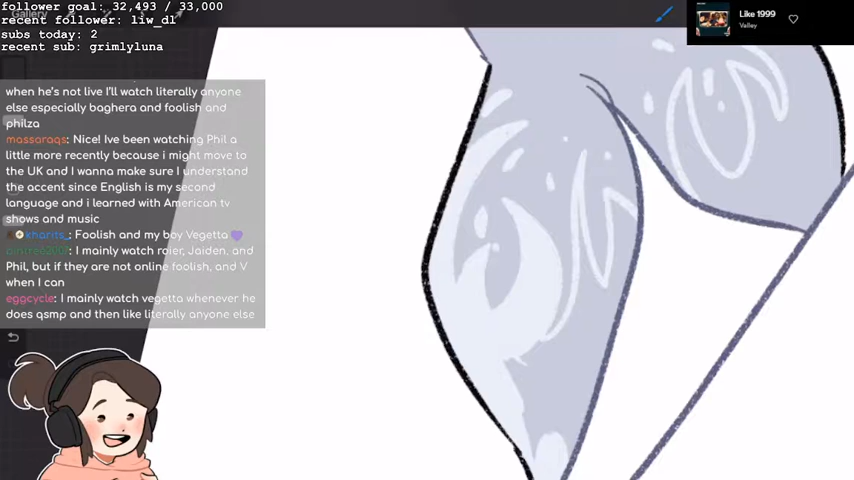 follower goal: 32,493 / 33,000
recent follower: liw_dl
subs today: 2
recent sub: grimlyluna
Gallery
Like 1999
Valley
when he's not live I'll watch literally anyone
else especially baghera and foolish and
philza
massaraqs: Nice! Ive been watching Phil a
little more recently because i might move to
the UK and I wanna make sure I understand
the accent since English is my second
language and i learned with American tv
shows and music
kharits_: Foolish and my boy Vegetta 💜
I mainly watch roier, Jaiden. and
Phil, but if they are not online foolish, and V
when I can
eggcycle: I mainly watch vegetta whenever he
does qsmp and then like literally anyone else